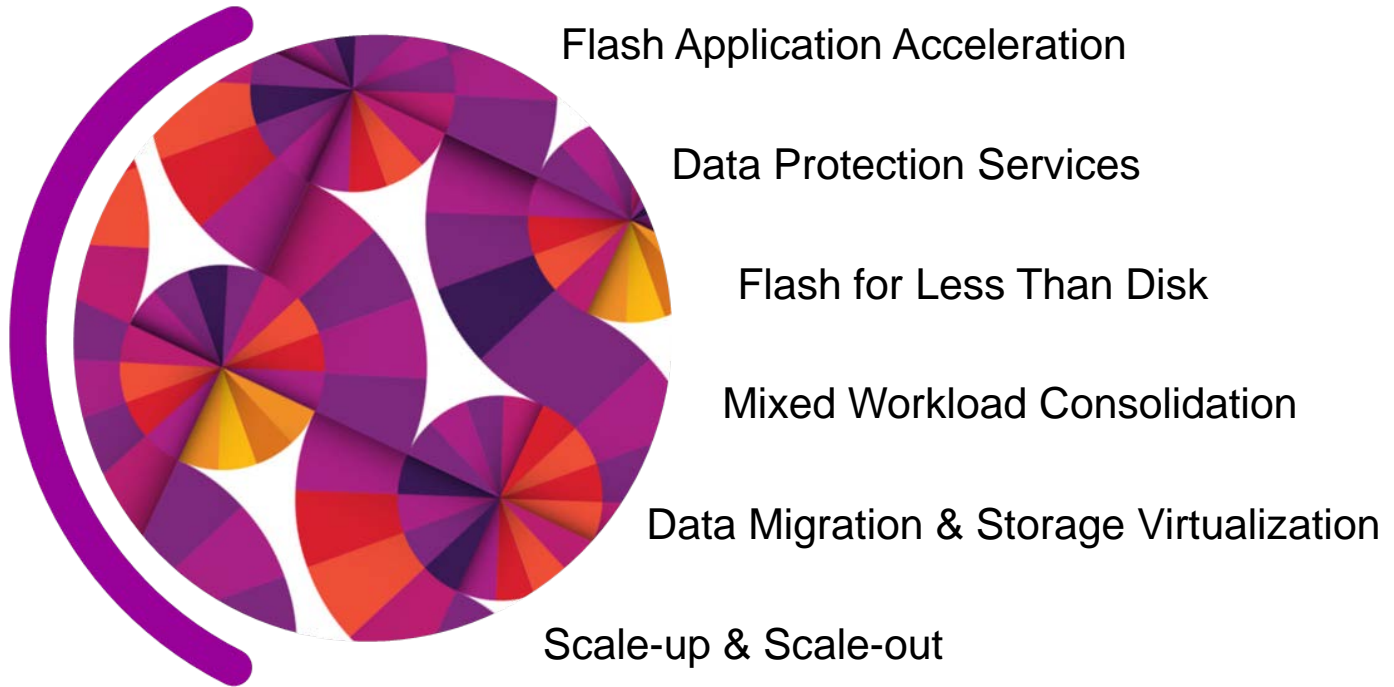 Flash Application Acceleration
Data Protection Services
Flash for Less Than Disk
Mixed Workload Consolidation
Data Migration & Storage Virtualization
Scale-up & Scale-out